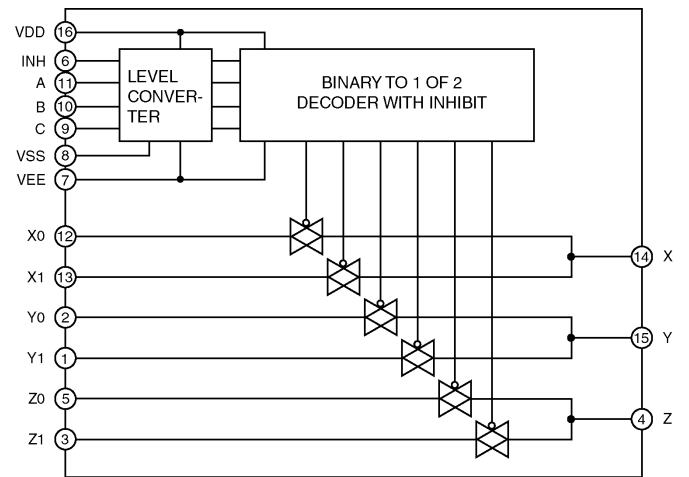 VDD 16
INH 6
A 11
B 10
C 9
VSS 8
VEE 7
LEVEL
CONVER-
TER
BINARY TO 1 OF 2
DECODER WITH INHIBIT
X0 12
14 X
X1 13
Y0 2
15 Y
Y1 1
Z0 5
4 Z
Z1 3